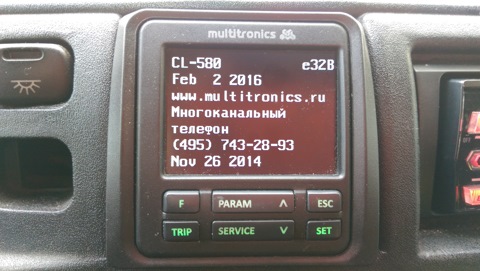 multitronics
CL-580 e32B
Feb 2 2016
www.multitronics.ru
Многоканальный
телефон
(495) 743-28-93
Nov 26 2014
F PARAM ∧ ESC
TRIP SERVICE ∨ SET